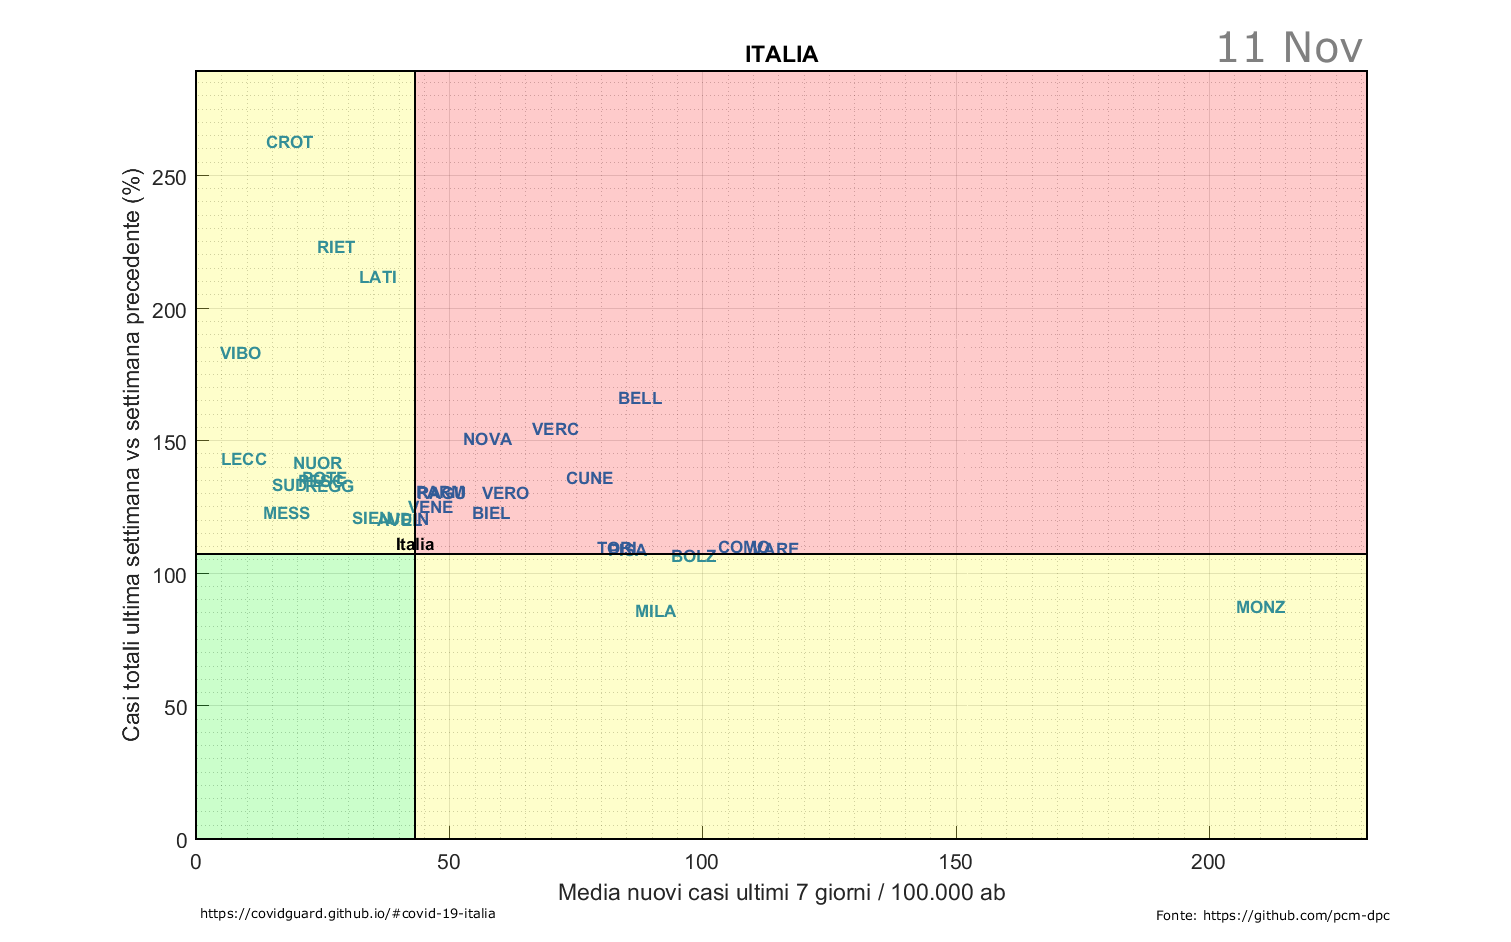 ITALIA
11 Nov
Casi totali ultima settimana vs settimana precedente (%)
250
200
150
100
50
0
CROT
RIET
LATI
VIBO
BELL
VERC
NOVA
LECC
NUOR
CUNE
SUD
REGG
PARM
RAGU
VERO
VENE
MESS
BIEL
SIEN
Italia
TORI
PISA
COMO
VARE
BOLZ
MILA
MONZ
0
50
100
150
200
Media nuovi casi ultimi 7 giorni / 100.000 ab
https://covidguard.github.io/#covid-19-italia
Fonte: https://github.com/pcm-dpc